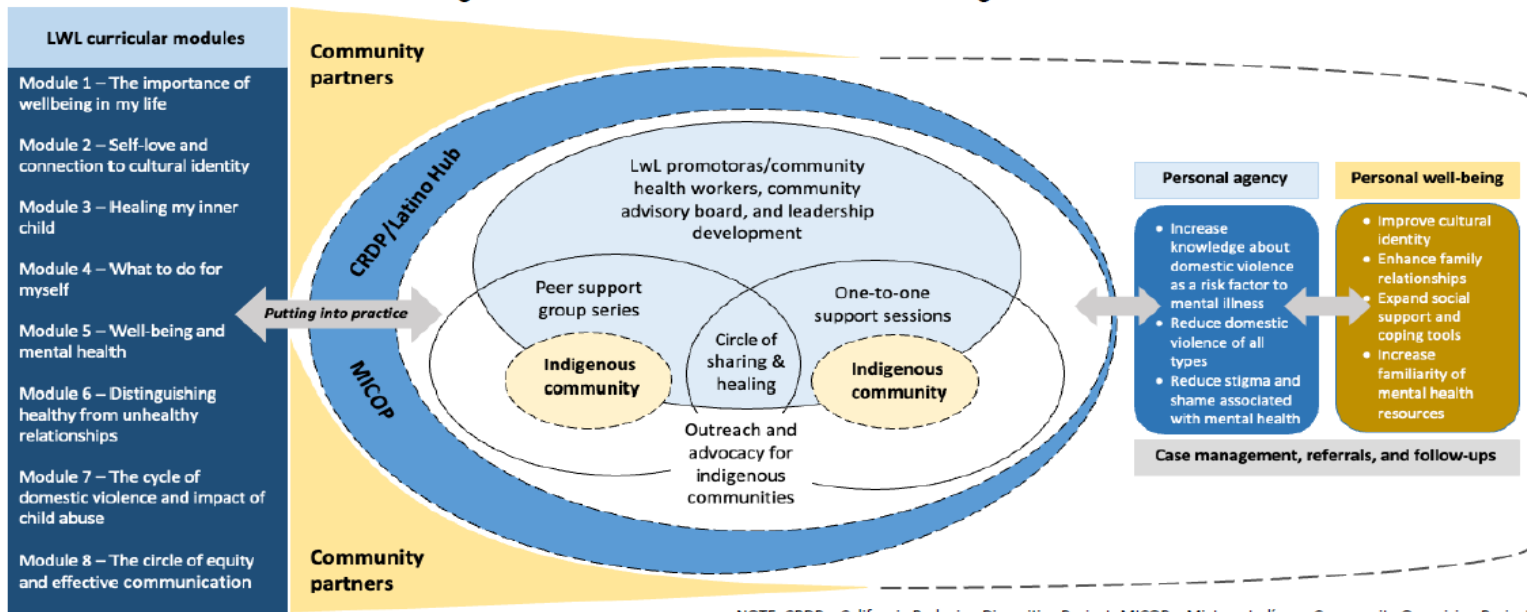 LWL curricular modules
Module 1 – The importance of
wellbeing in my life
Module 2 – Self-love and
connection to cultural identity
Module 3 – Healing my inner
child
Module 4 – What to do for
myself
Module 5 – Well-being and
mental health
Module 6 – Distinguishing
healthy from unhealthy
relationships
Module 7 – The cycle of
domestic violence and impact of
child abuse
Module 8 – The circle of equity
and effective communication
Community
partners
Putting into practice
CRDP/Latino Hub
MICOP
LwL promotoras/community
health workers, community
advisory board, and leadership
development
Peer support
group series
One-to-one
support sessions
Circle of
sharing &
healing
Indigenous
community
Indigenous
community
Outreach and
advocacy for
indigenous
communities
Community
partners
Personal agency
• Increase
knowledge about
domestic violence
as a risk factor to
mental illness
• Reduce domestic
violence of all
types
• Reduce stigma and
shame associated
with mental health
Personal well-being
• Improve cultural
identity
• Enhance family
relationships
• Expand social
support and
coping tools
• Increase
familiarity of
mental health
resources
Case management, referrals, and follow-ups